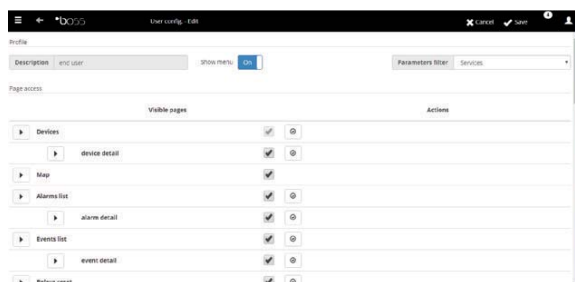 boss User config. - Edit Cancel Save
Profile
Description end user Show menu On Parameters filter Services
Page access
Visible pages Actions
Devices
device detail
Map
Alarms list
alarm detail
Events list
event detail